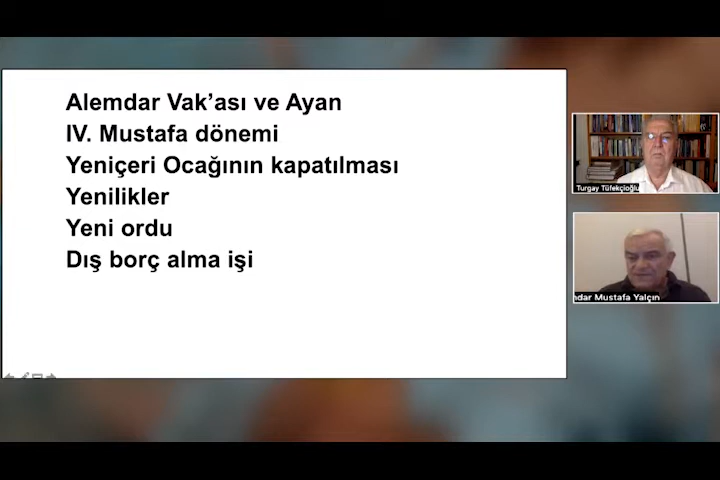 Alemdar Vak’ası ve Ayan
IV. Mustafa dönemi
Yeniçeri Ocağının kapatılması
Yenilikler
Yeni ordu
Dış borç alma işi
Turgay Tüfekçioğlu
ndar Mustafa Yalçın